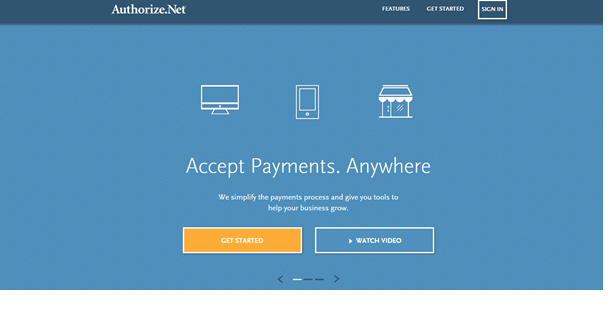 Authorize.Net
FEATURES
GET STARTED
SIGN IN
Accept Payments. Anywhere
We simplify the payments process and give you tools to
help your business grow.
GET STARTED
WATCH VIDEO